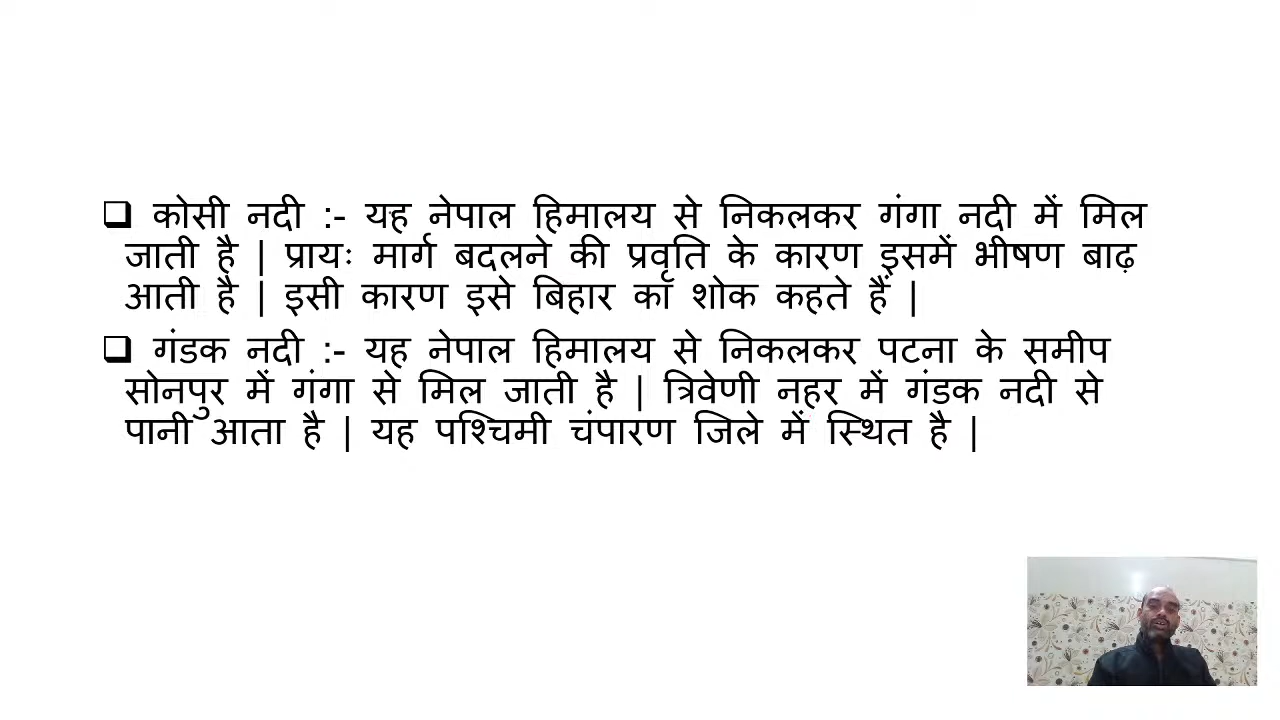 ❑ कोसी नदी :- यह नेपाल हिमालय से निकलकर गंगा नदी में मिल
जाती है | प्रायः मार्ग बदलने की प्रवृति के कारण इसमें भीषण बाढ़
आती है | इसी कारण इसे बिहार का शोक कहते हैं |
❑ गंडक नदी :- यह नेपाल हिमालय से निकलकर पटना के समीप
सोनपुर में गंगा से मिल जाती है | त्रिवेणी नहर में गंडक नदी से
पानी आता है | यह पश्चिमी चंपारण जिले में स्थित है |